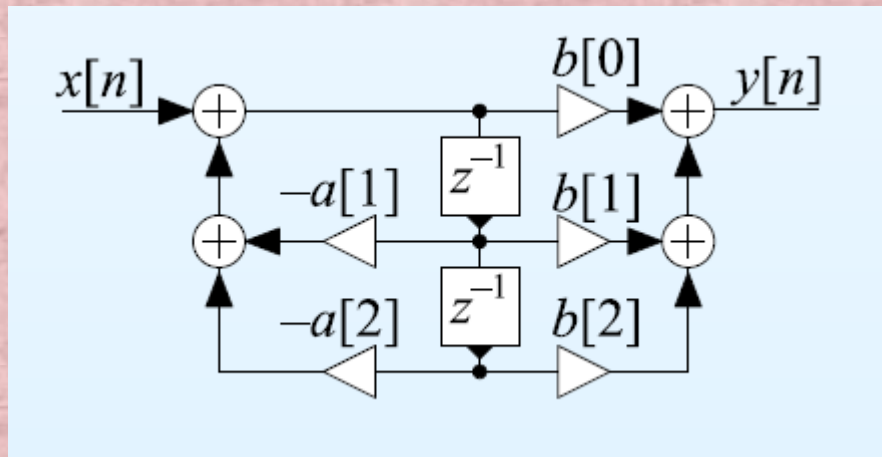 x[n] b[0] y[n]
z⁻¹
–a[1] b[1]
z⁻¹
–a[2] b[2]